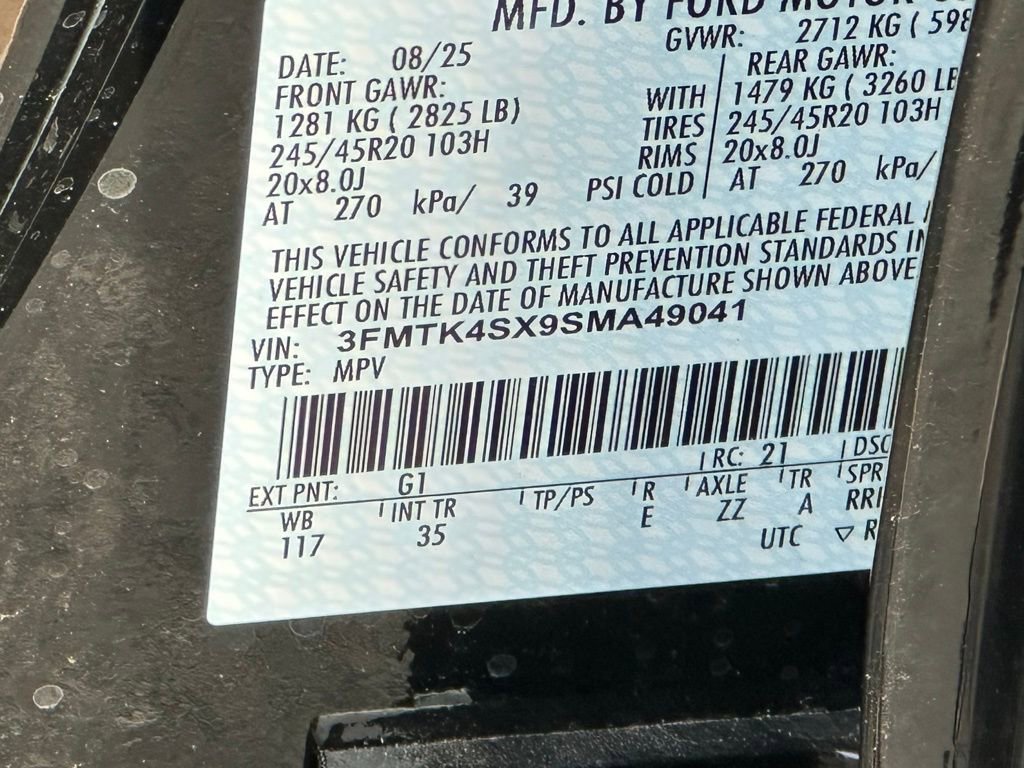 MFD. BY FORD MOTOR
GVWR: 2712 KG ( 598
DATE: 08/25
FRONT GAWR: REAR GAWR:
1281 KG ( 2825 LB) WITH 1479 KG ( 3260 LB
245/45R20 103H TIRES 245/45R20 103H
20x8.0J RIMS 20x8.0J
AT 270 kPa/ 39 PSI COLD AT 270 kPa/
THIS VEHICLE CONFORMS TO ALL APPLICABLE FEDERAL
VEHICLE SAFETY AND THEFT PREVENTION STANDARDS IN
EFFECT ON THE DATE OF MANUFACTURE SHOWN ABOVE
VIN: 3FMTK4SX9SMA49041
TYPE: MPV
EXT PNT: G1 RC: 21 DSO
WB INT TR TP/PS R AXLE TR SPR
117 35 E ZZ A RRI
UTC ▽ R